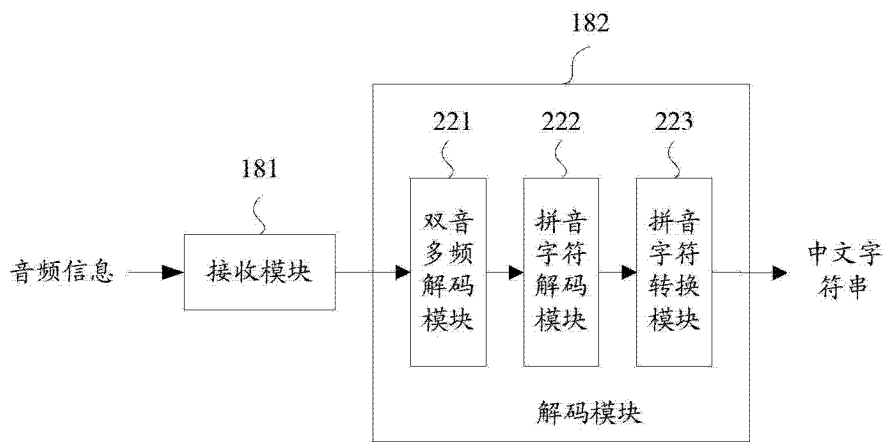 182
221
222
223
181
双音
多频
解码
模块
拼音
字符
解码
模块
拼音
字符
转换
模块
音频信息
接收模块
中文字
符串
解码模块